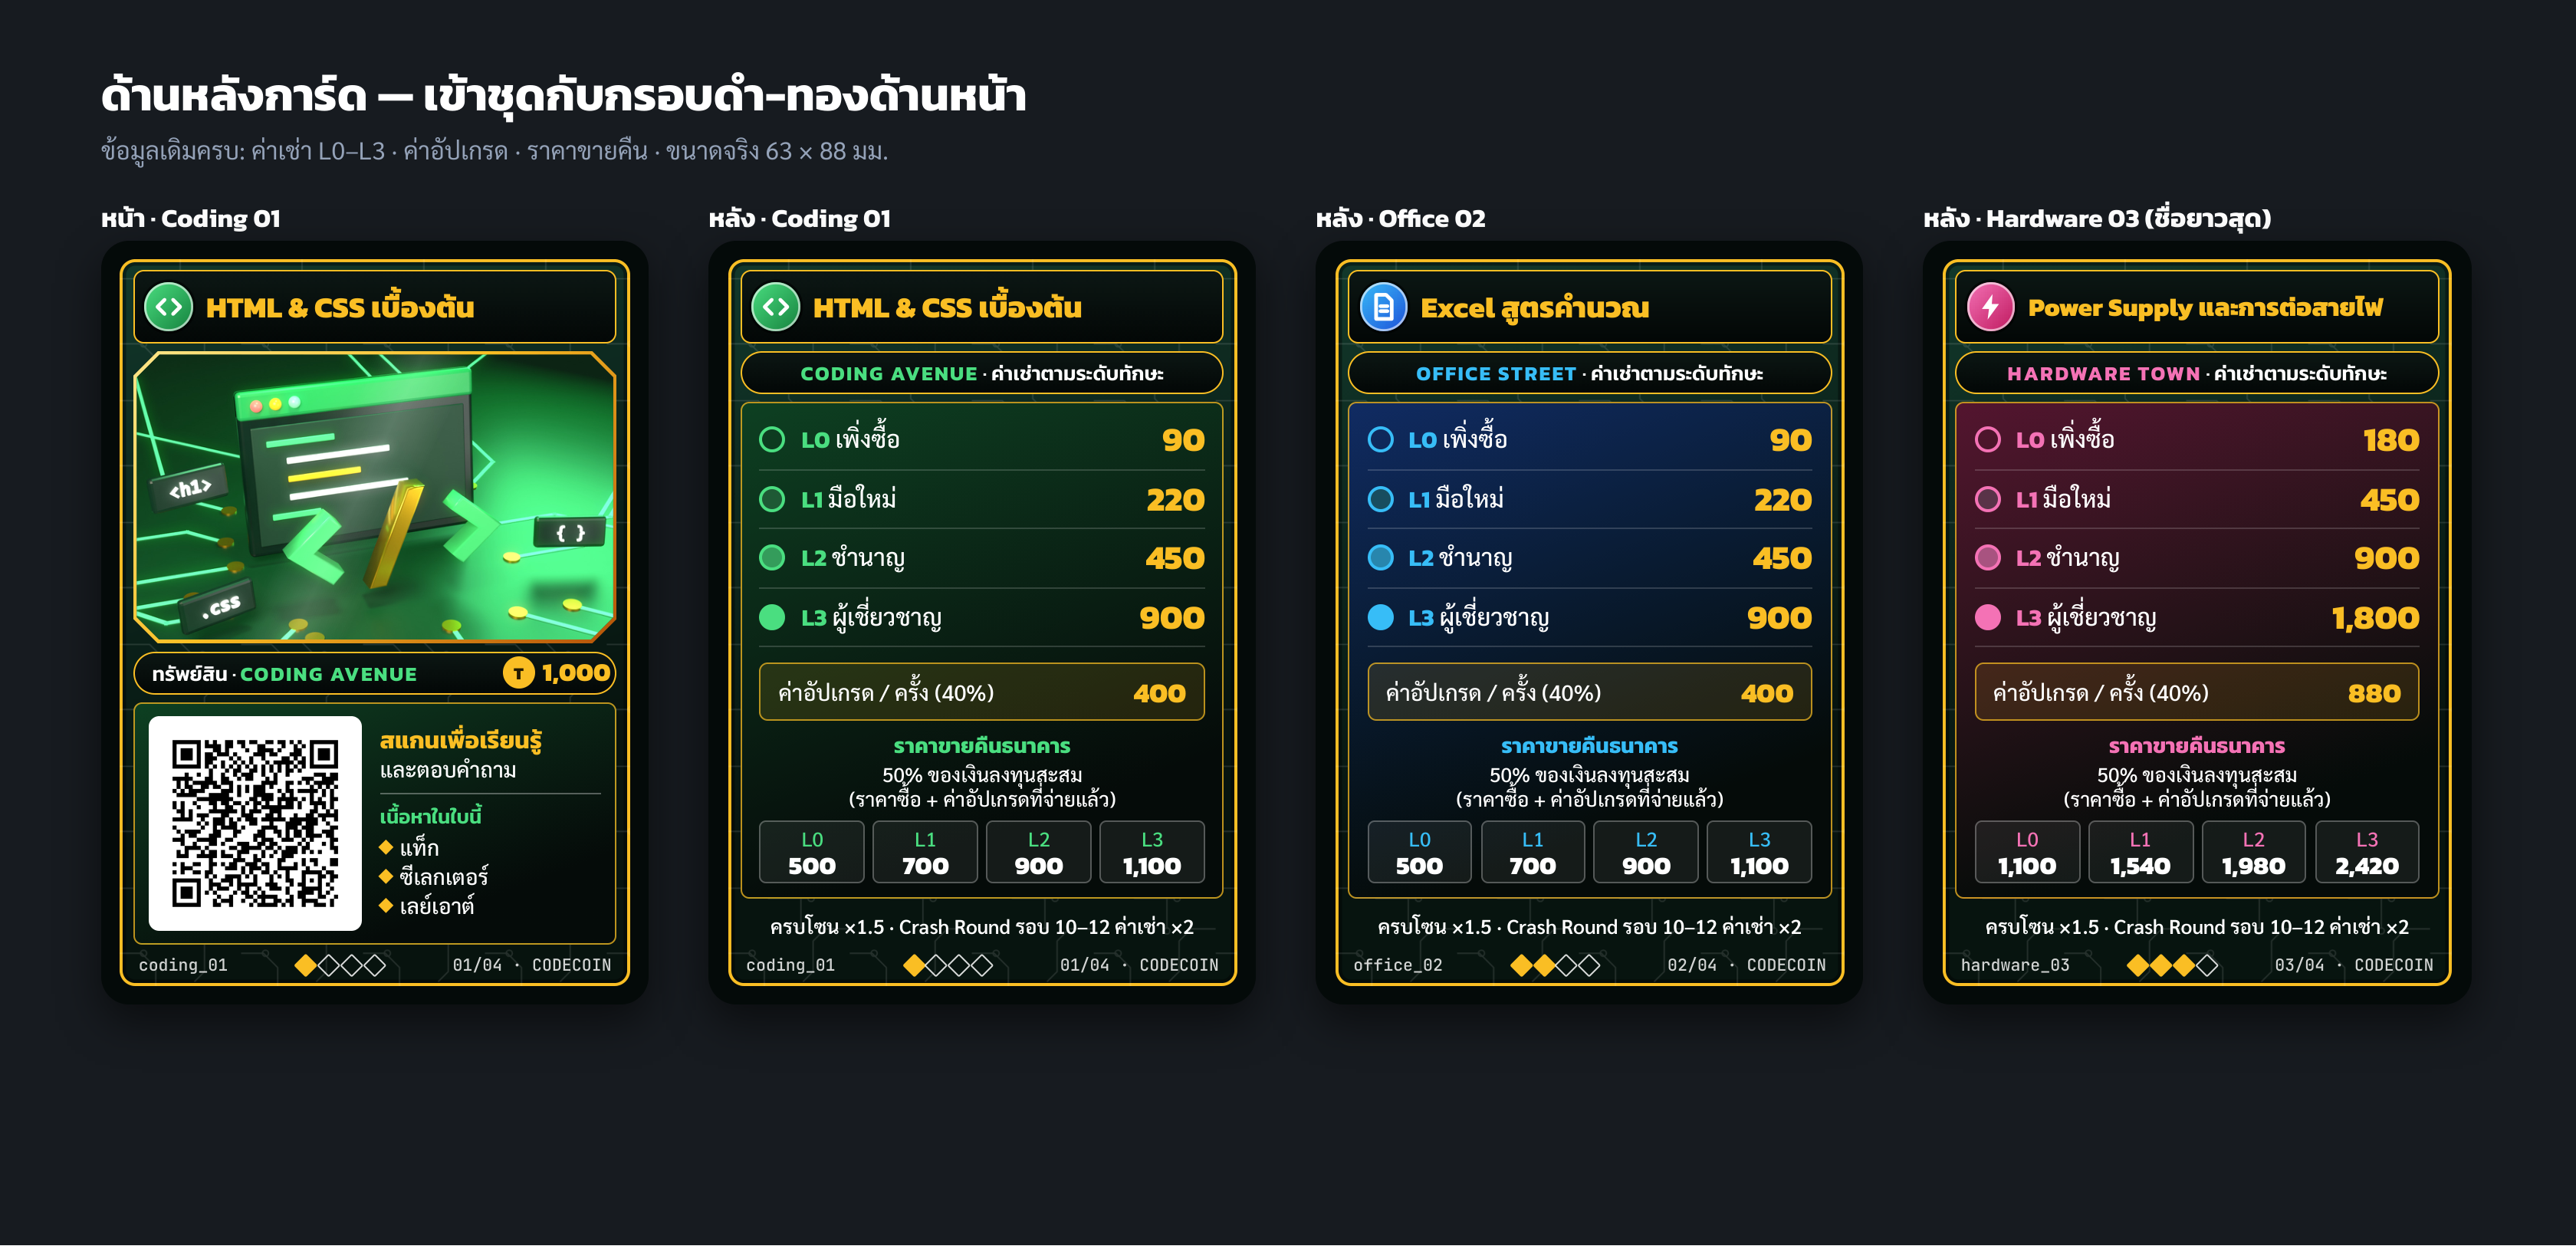 ด้านหลังการ์ด — เข้าชุดกับกรอบดำ-ทองด้านหน้า
ข้อมูลเดิมครบ: ค่าเช่า L0–L3 · ค่าอัปเกรด · ราคาขายคืน · ขนาดจริง 63 × 88 มม.
หน้า · Coding 01
HTML & CSS เบื้องต้น
<h1>
{ }
.css
ทรัพย์สิน · CODING AVENUE T 1,000
สแกนเพื่อเรียนรู้
และตอบคำถาม
เนื้อหาในใบนี้
แท็ก
ซีเลกเตอร์
เลย์เอาต์
coding_01 01/04 · CODECOIN
หลัง · Coding 01
HTML & CSS เบื้องต้น
CODING AVENUE · ค่าเช่าตามระดับทักษะ
L0 เพิ่งซื้อ 90
L1 มือใหม่ 220
L2 ชำนาญ 450
L3 ผู้เชี่ยวชาญ 900
ค่าอัปเกรด / ครั้ง (40%) 400
ราคาขายคืนธนาคาร
50% ของเงินลงทุนสะสม
(ราคาซื้อ + ค่าอัปเกรดที่จ่ายแล้ว)
L0 L1 L2 L3
500 700 900 1,100
ครบโซน ×1.5 · Crash Round รอบ 10–12 ค่าเช่า ×2
coding_01 01/04 · CODECOIN
หลัง · Office 02
Excel สูตรคำนวณ
OFFICE STREET · ค่าเช่าตามระดับทักษะ
L0 เพิ่งซื้อ 90
L1 มือใหม่ 220
L2 ชำนาญ 450
L3 ผู้เชี่ยวชาญ 900
ค่าอัปเกรด / ครั้ง (40%) 400
ราคาขายคืนธนาคาร
50% ของเงินลงทุนสะสม
(ราคาซื้อ + ค่าอัปเกรดที่จ่ายแล้ว)
L0 L1 L2 L3
500 700 900 1,100
ครบโซน ×1.5 · Crash Round รอบ 10–12 ค่าเช่า ×2
office_02 02/04 · CODECOIN
หลัง · Hardware 03 (ชื่อยาวสุด)
Power Supply และการต่อสายไฟ
HARDWARE TOWN · ค่าเช่าตามระดับทักษะ
L0 เพิ่งซื้อ 180
L1 มือใหม่ 450
L2 ชำนาญ 900
L3 ผู้เชี่ยวชาญ 1,800
ค่าอัปเกรด / ครั้ง (40%) 880
ราคาขายคืนธนาคาร
50% ของเงินลงทุนสะสม
(ราคาซื้อ + ค่าอัปเกรดที่จ่ายแล้ว)
L0 L1 L2 L3
1,100 1,540 1,980 2,420
ครบโซน ×1.5 · Crash Round รอบ 10–12 ค่าเช่า ×2
hardware_03 03/04 · CODECOIN